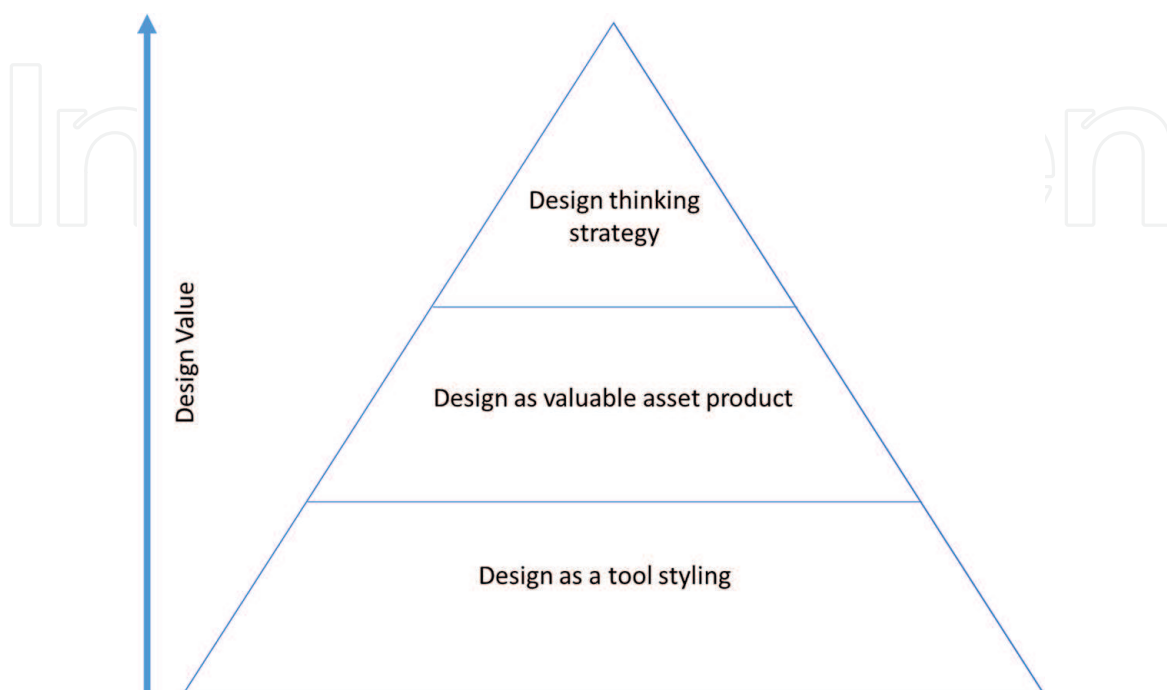 Design thinking
strategy
Design Value
Design as valuable asset product
Design as a tool styling